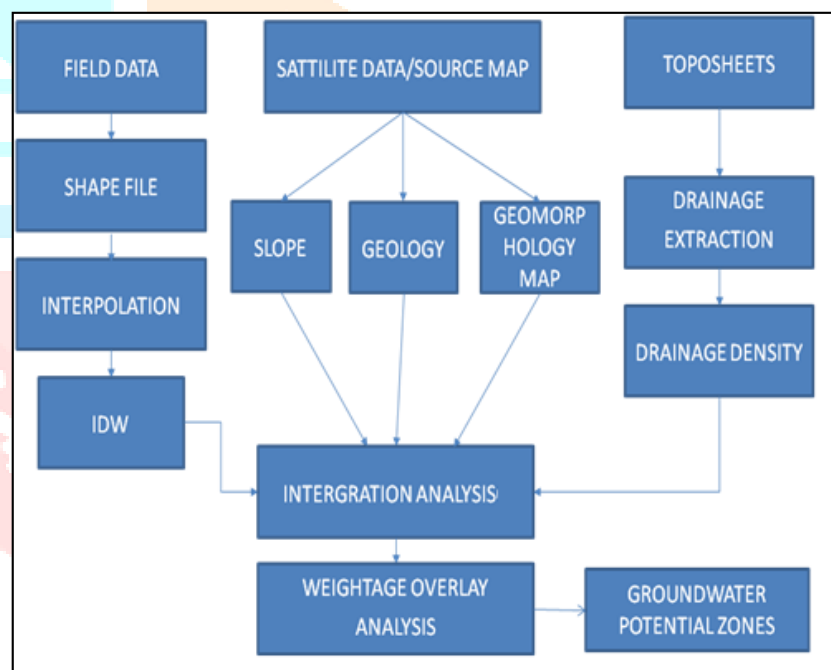 FIELD DATA
SATTILITE DATA/SOURCE MAP
TOPOSHEETS
SHAPE FILE
SLOPE
GEOLOGY
GEOMORP
HOLOGY
MAP
DRAINAGE
EXTRACTION
INTERPOLATION
DRAINAGE DENSITY
IDW
INTERGRATION ANALYSIS
WEIGHTAGE OVERLAY
ANALYSIS
GROUNDWATER
POTENTIAL ZONES